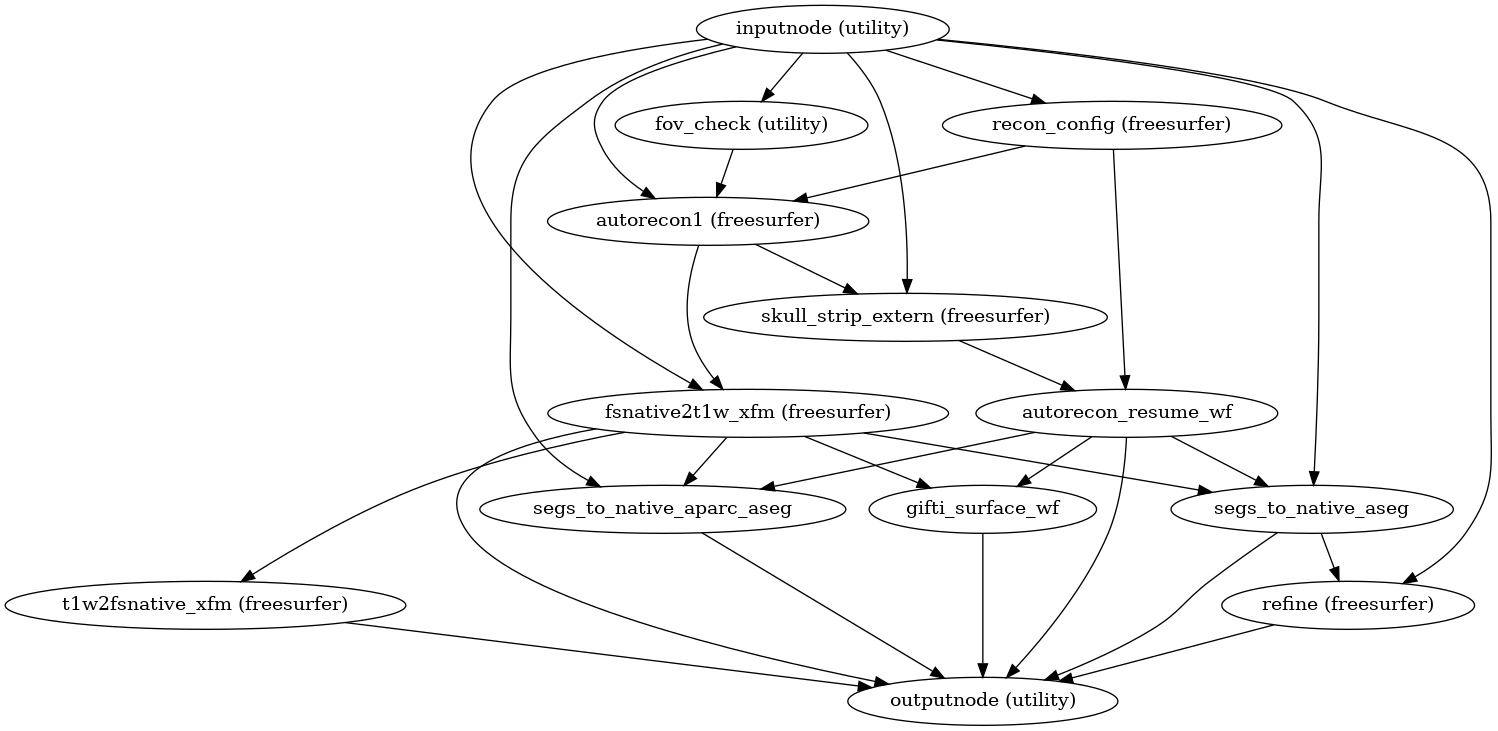 inputnode (utility)
fov_check (utility)
recon_config (freesurfer)
autorecon1 (freesurfer)
skull_strip_extern (freesurfer)
fsnative2t1w_xfm (freesurfer)
autorecon_resume_wf
segs_to_native_aparc_aseg
gifti_surface_wf
segs_to_native_aseg
t1w2fsnative_xfm (freesurfer)
refine (freesurfer)
outputnode (utility)